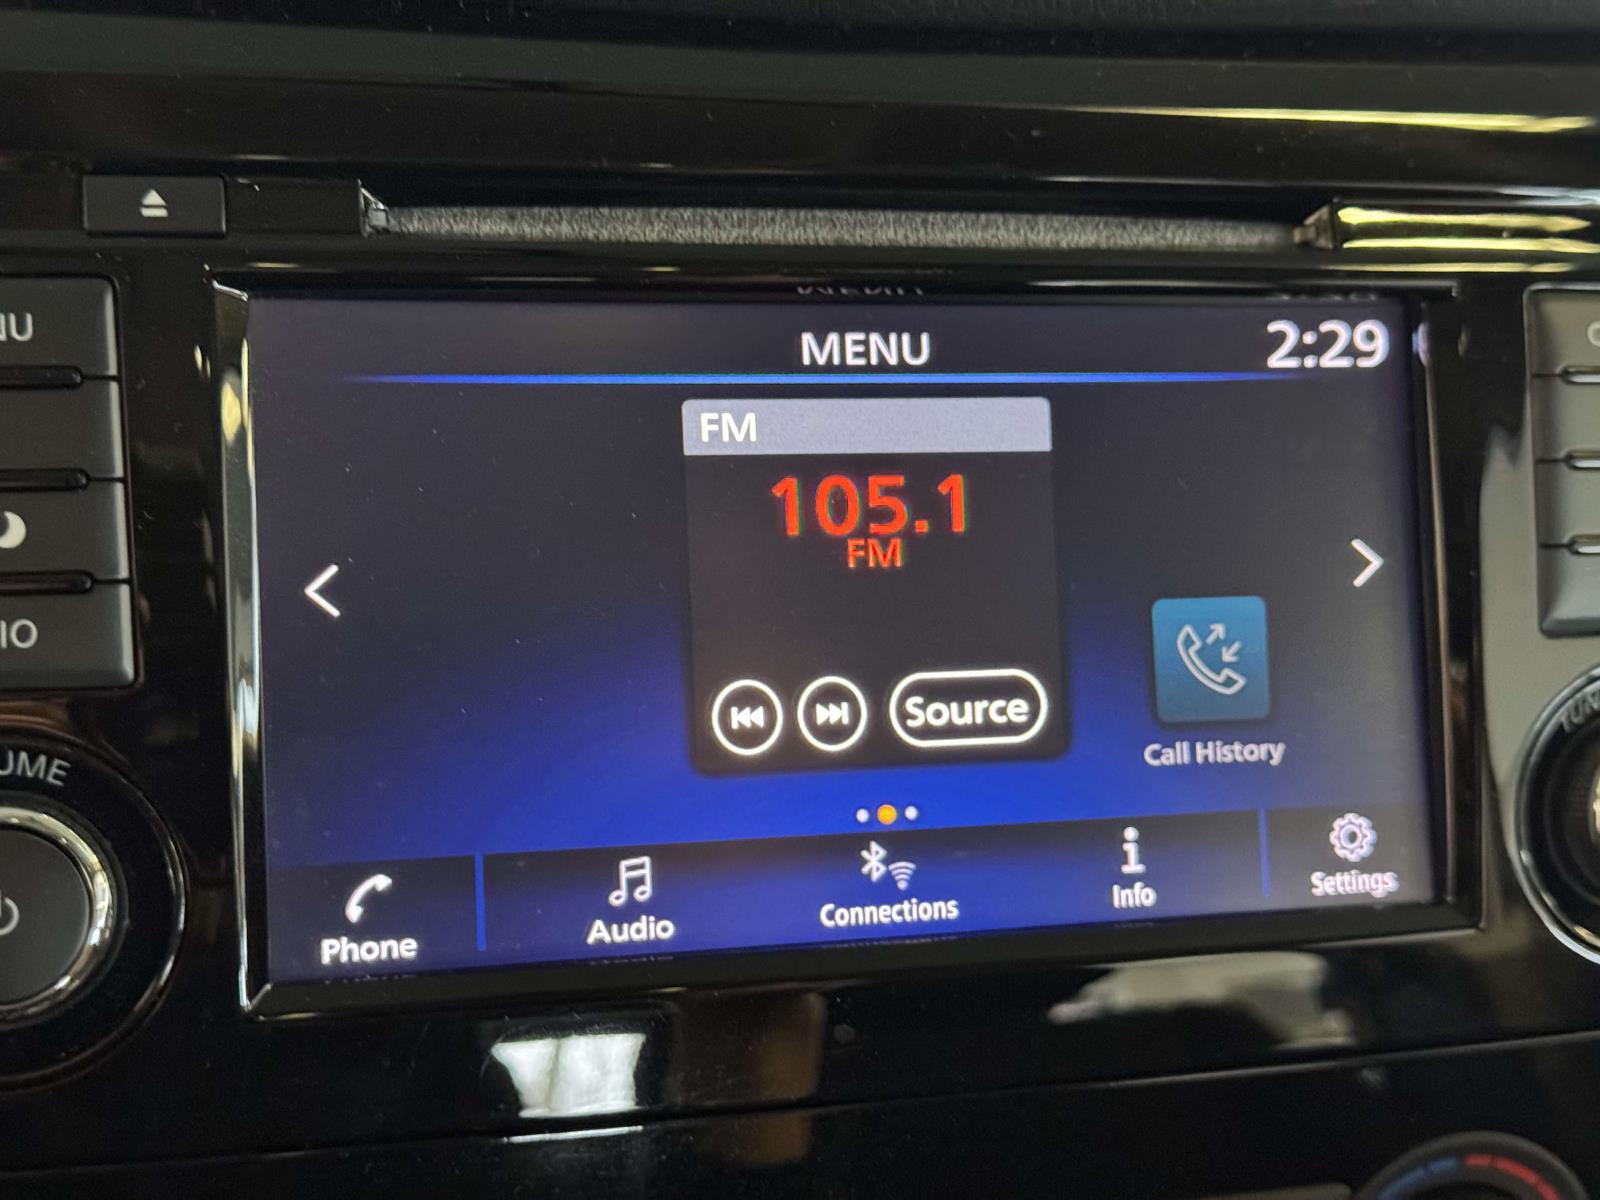 MENU
2:29
FM
105.1
FM
Source
Call History
Phone
Audio
Connections
Info
Settings